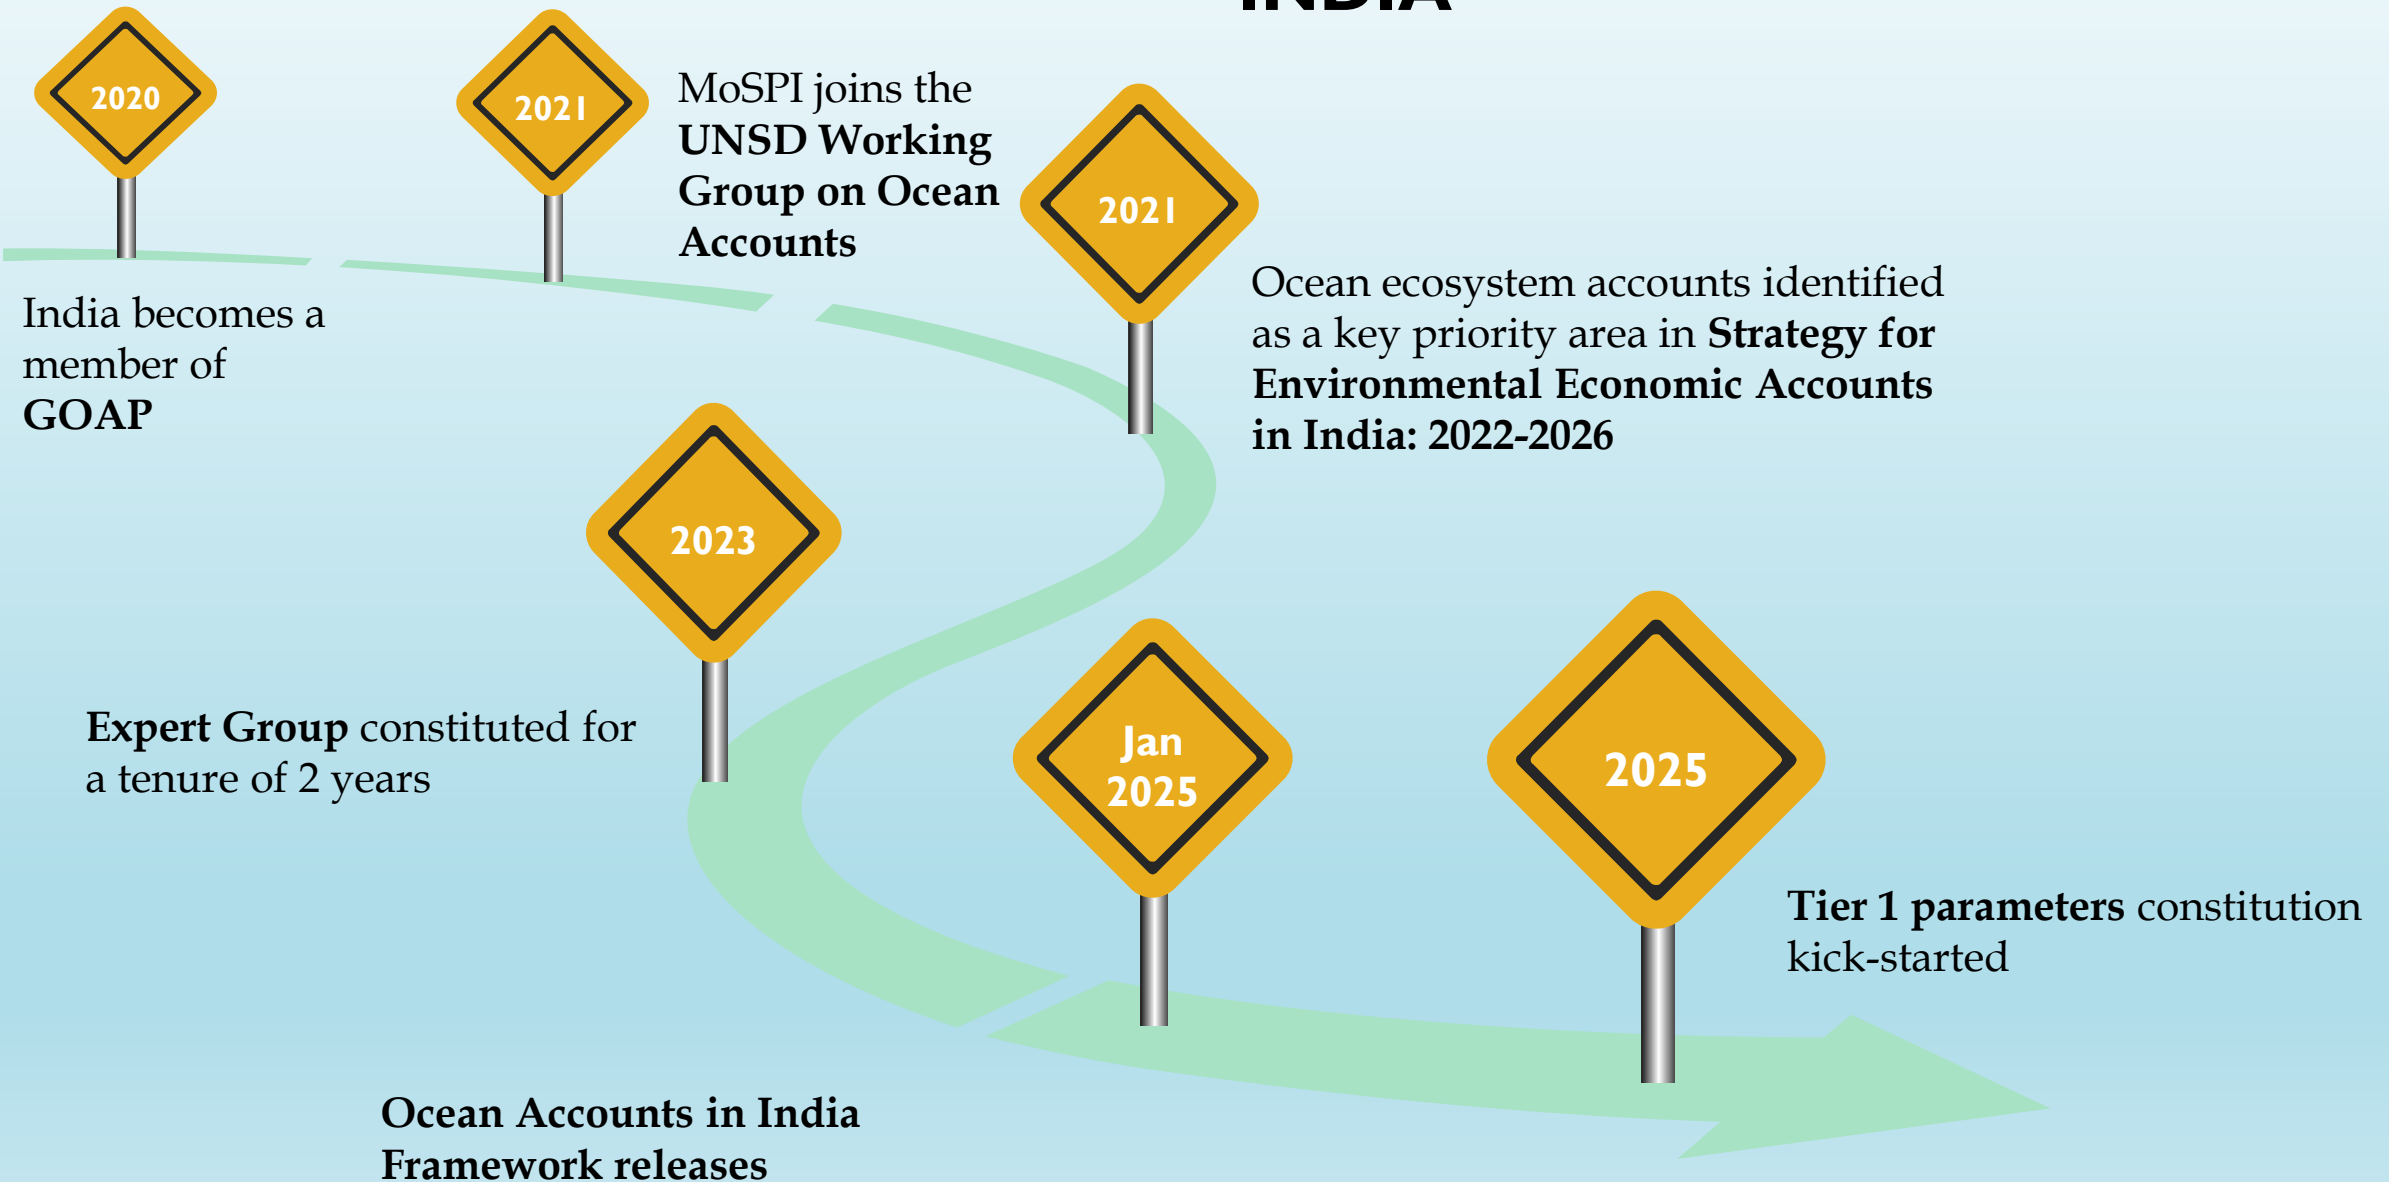 INDIA
2020
India becomes a
member of
GOAP
2021
MoSPI joins the
UNSD Working
Group on Ocean
Accounts
2021
Ocean ecosystem accounts identified
as a key priority area in Strategy for
Environmental Economic Accounts
in India: 2022-2026
2023
Expert Group constituted for
a tenure of 2 years
Jan
2025
Ocean Accounts in India
Framework releases
2025
Tier 1 parameters constitution
kick-started